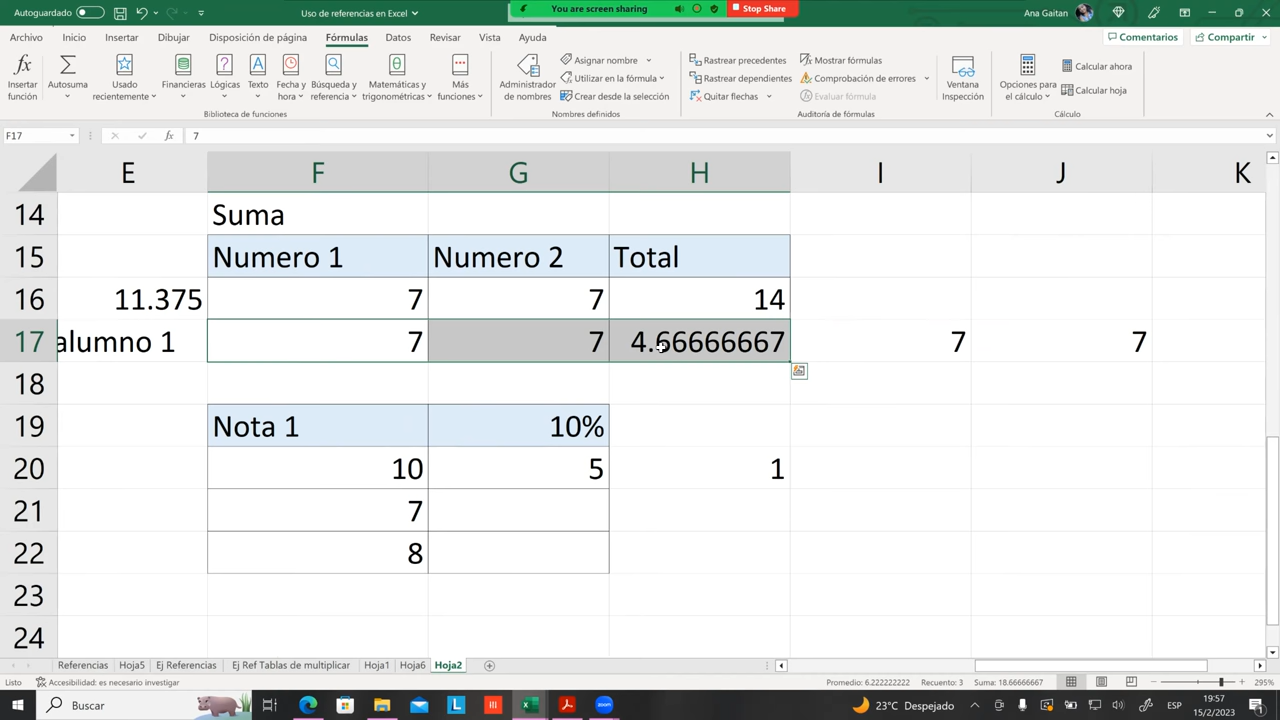 Autoguardado
Uso de referencias en Excel
You are screen sharing
Stop Share
Ana Gaitan
Archivo Inicio Insertar Dibujar Disposición de página Fórmulas Datos Revisar Vista Ayuda
Comentarios Compartir
Insertar función
Autosuma
Usado recientemente
Financieras
Lógicas
Texto
Fecha y hora
Búsqueda y referencia
Matemáticas y trigonométricas
Más funciones
Biblioteca de funciones
Administrador de nombres
Asignar nombre
Utilizar en la fórmula
Crear desde la selección
Nombres definidos
Rastrear precedentes
Rastrear dependientes
Quitar flechas
Mostrar fórmulas
Comprobación de errores
Evaluar fórmula
Auditoría de fórmulas
Ventana Inspección
Opciones para el cálculo
Calcular ahora
Calcular hoja
Cálculo
F17 fx 7
E F G H I J K
14 Suma
15 Numero 1 Numero 2 Total
16 11.375 7 7 14
17 alumno 1 7 7 4.66666667 7 7
18
19 Nota 1 10%
20 10 5 1
21 7
22 8
23
24
Referencias Hoja5 Ej Referencias Ej Ref Tablas de multiplicar Hoja1 Hoja6 Hoja2
Listo Accesibilidad: es necesario investigar Promedio: 6.222222222 Recuento: 3 Suma: 18.66666667 295%
Buscar
23°C Despejado
ESP
19:57
15/2/2023